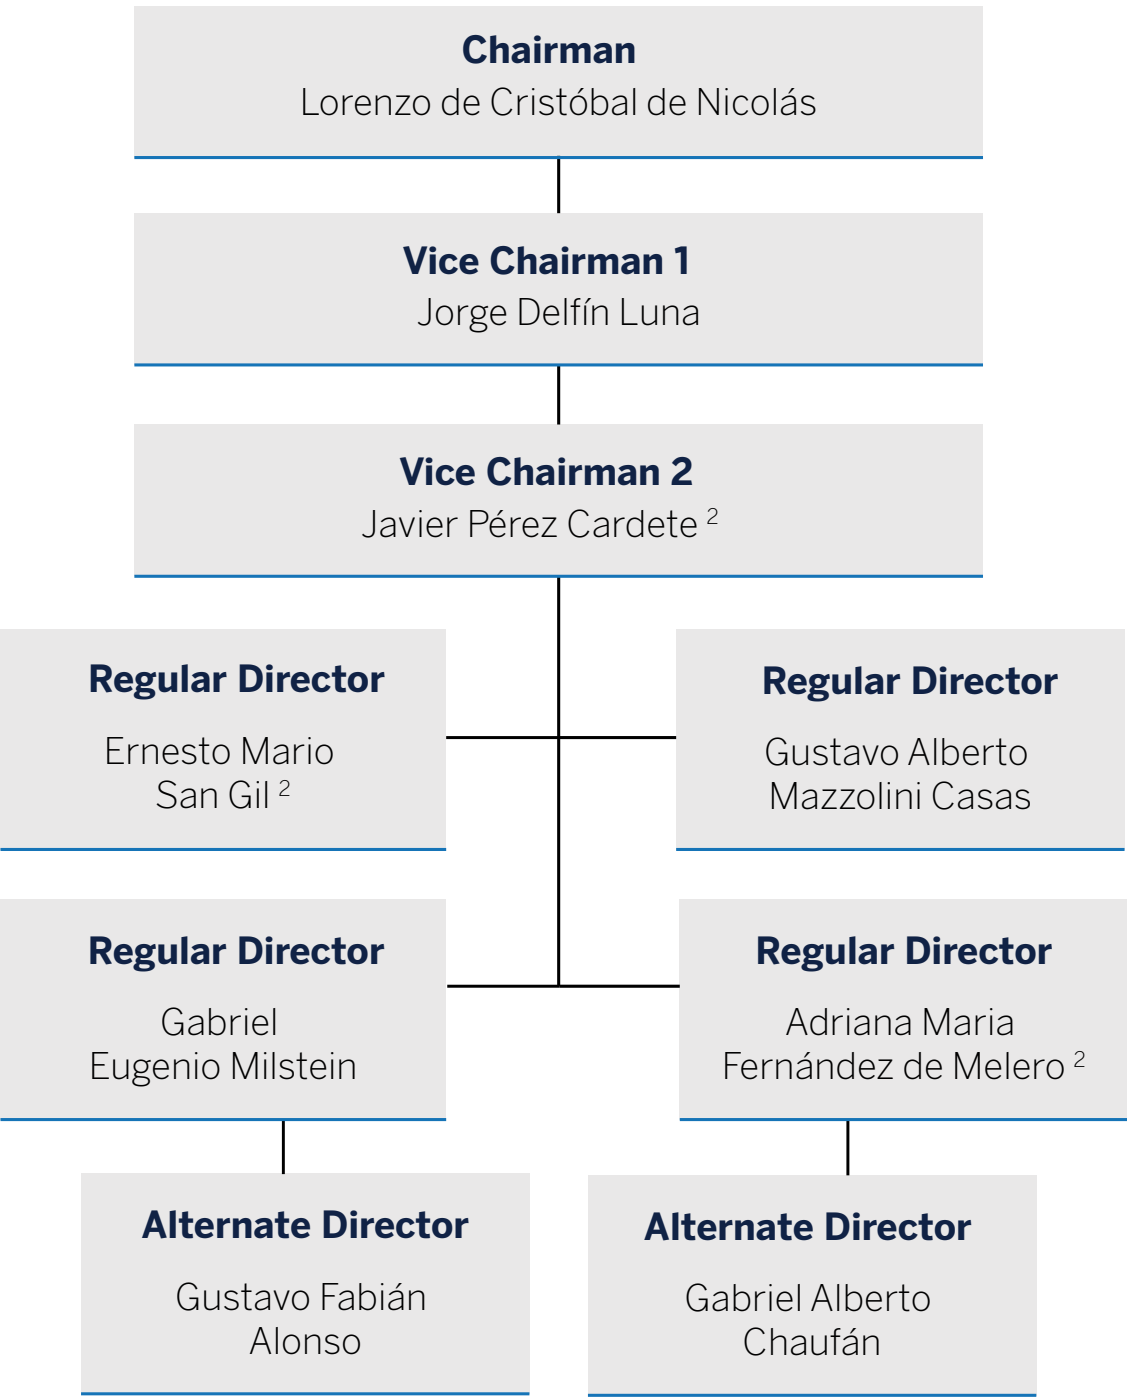 Chairman
Lorenzo de Cristóbal de Nicolás
Vice Chairman 1
Jorge Delfín Luna
Vice Chairman 2
Javier Pérez Cardete ²
Regular Director
Ernesto Mario
San Gil ²
Regular Director
Gustavo Alberto
Mazzolini Casas
Regular Director
Gabriel
Eugenio Milstein
Regular Director
Adriana Maria
Fernández de Melero ²
Alternate Director
Gustavo Fabián
Alonso
Alternate Director
Gabriel Alberto
Chaufán